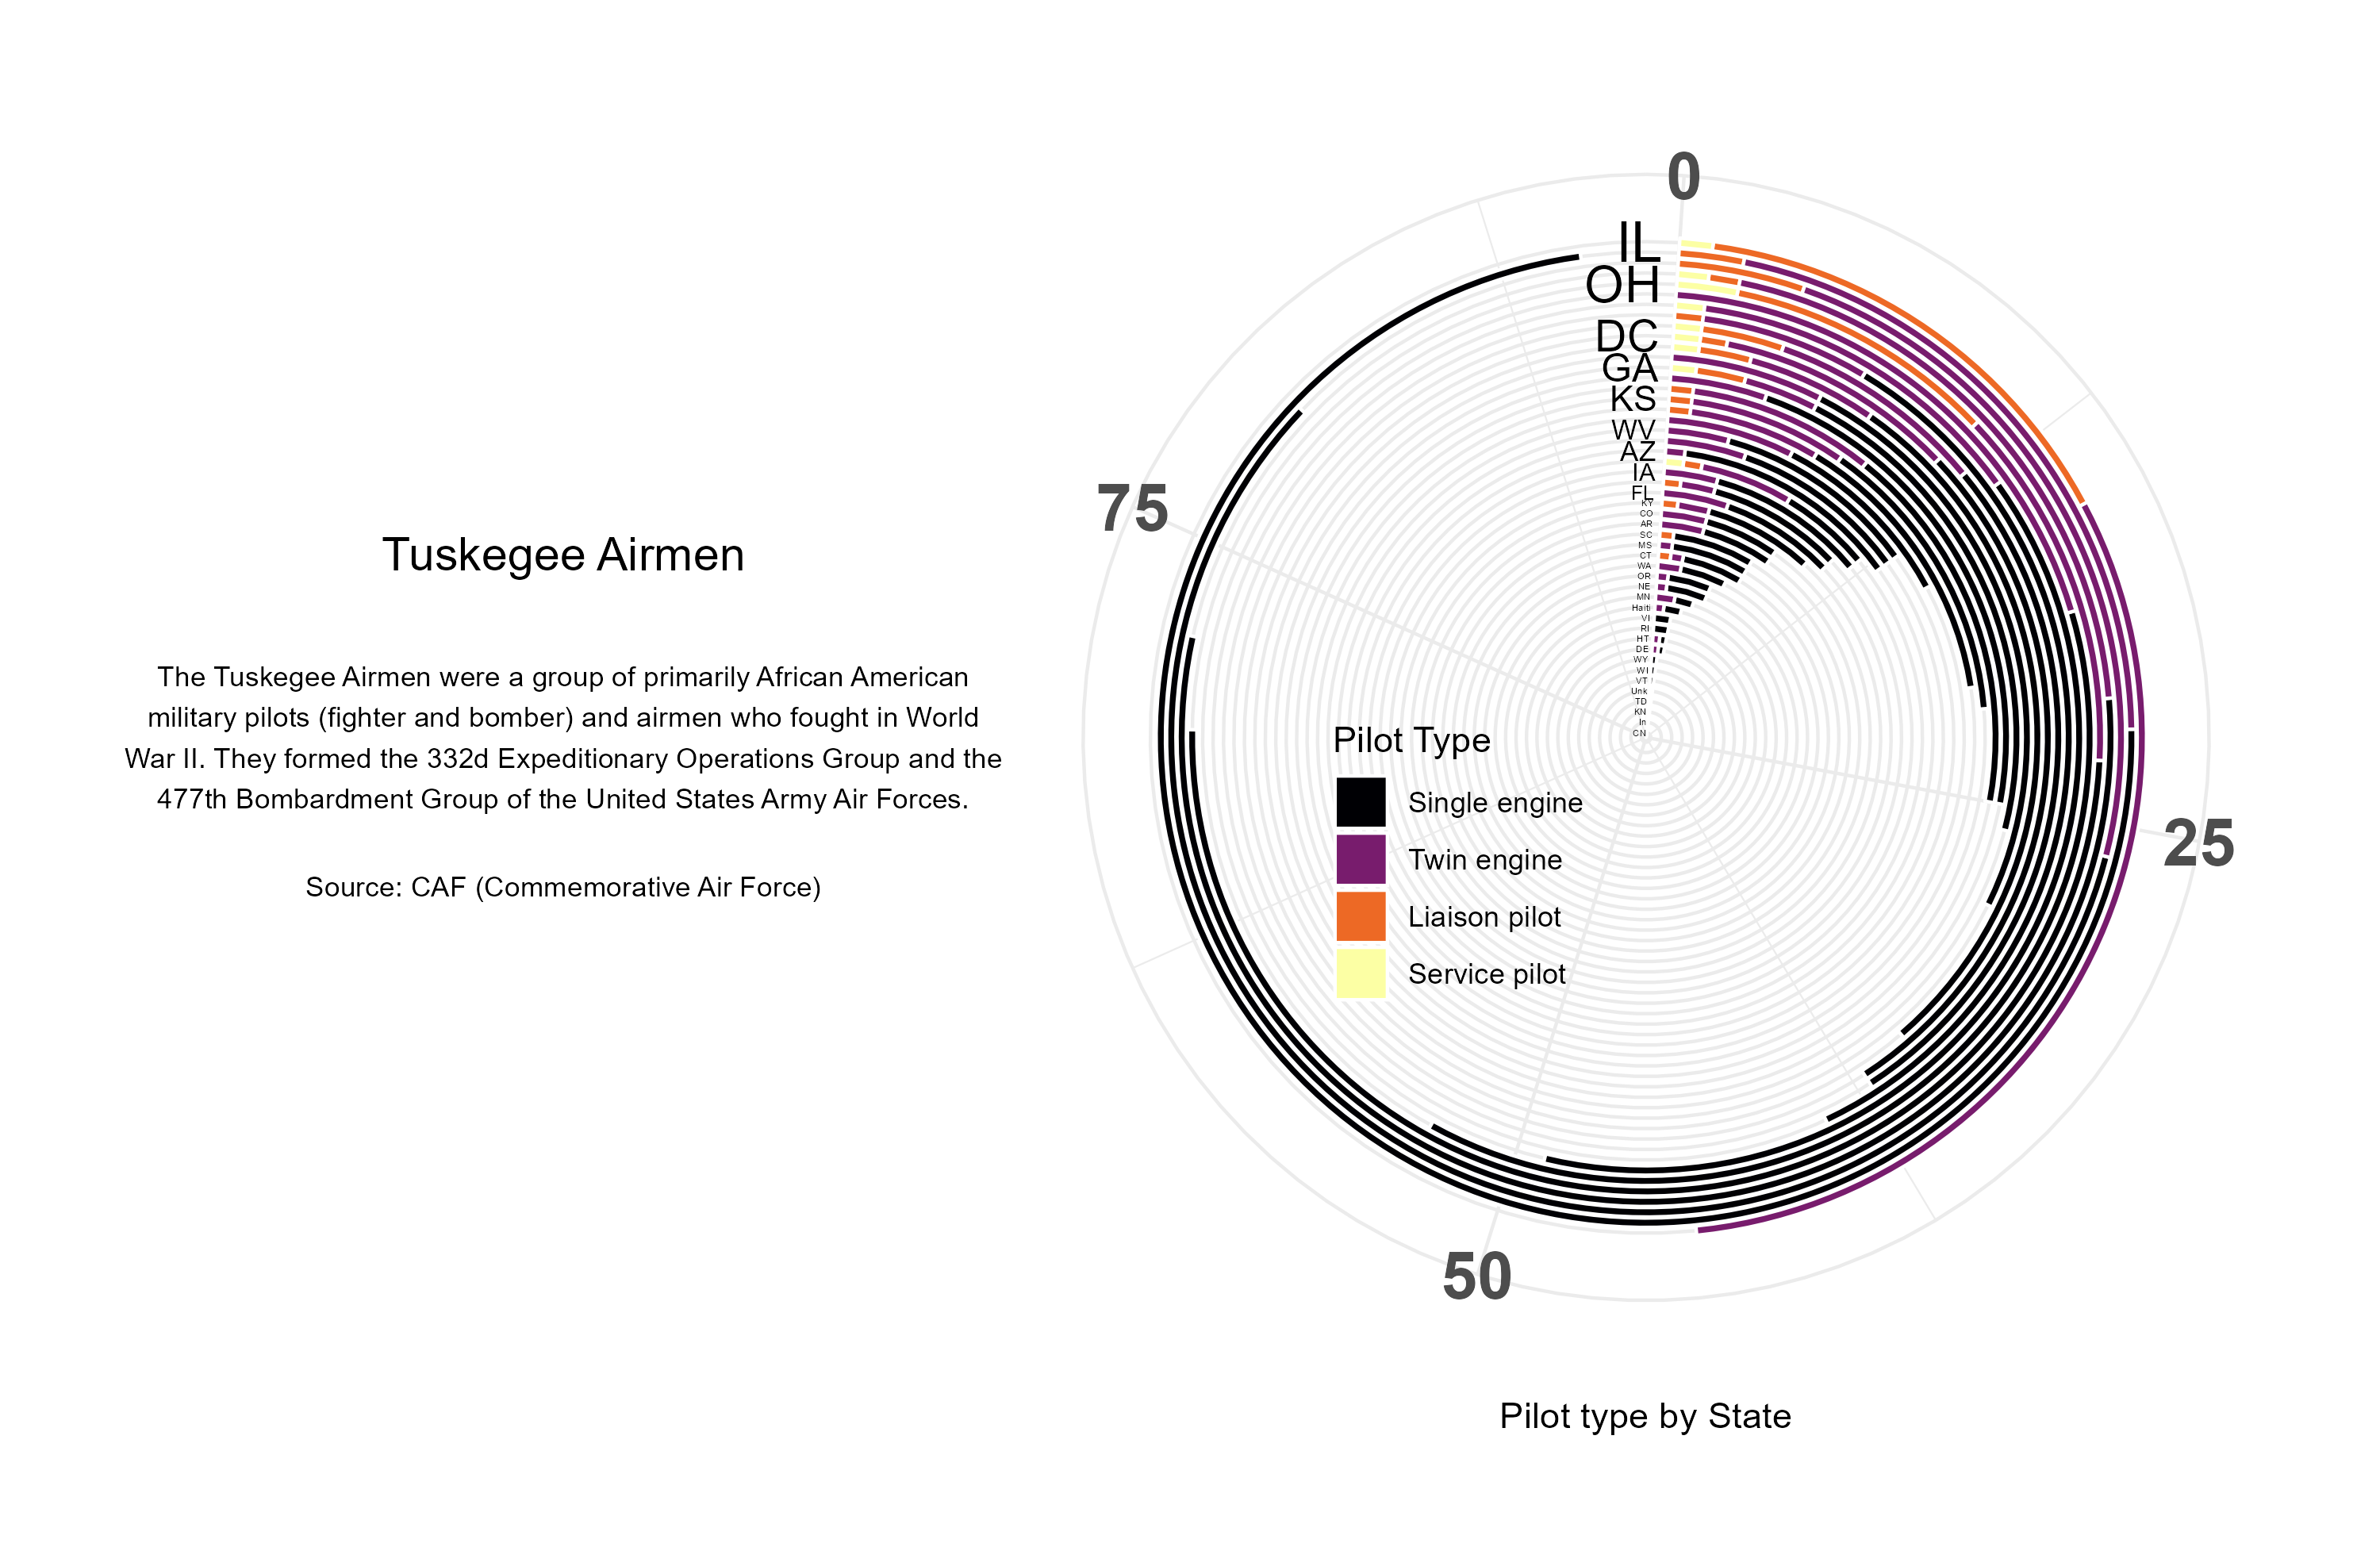 Tuskegee Airmen
The Tuskegee Airmen were a group of primarily African American
military pilots (fighter and bomber) and airmen who fought in World
War II. They formed the 332d Expeditionary Operations Group and the
477th Bombardment Group of the United States Army Air Forces.
Source: CAF (Commemorative Air Force)
0
25
50
75
IL
OH
DC
GA
KS
WV
AZ
IA
FL
KY
CO
AR
SC
MS
CT
WA
OR
NE
MN
Haiti
VI
RI
HT
DE
WY
WI
VT
Unk
TD
KN
In
CN
Pilot Type
Single engine
Twin engine
Liaison pilot
Service pilot
Pilot type by State